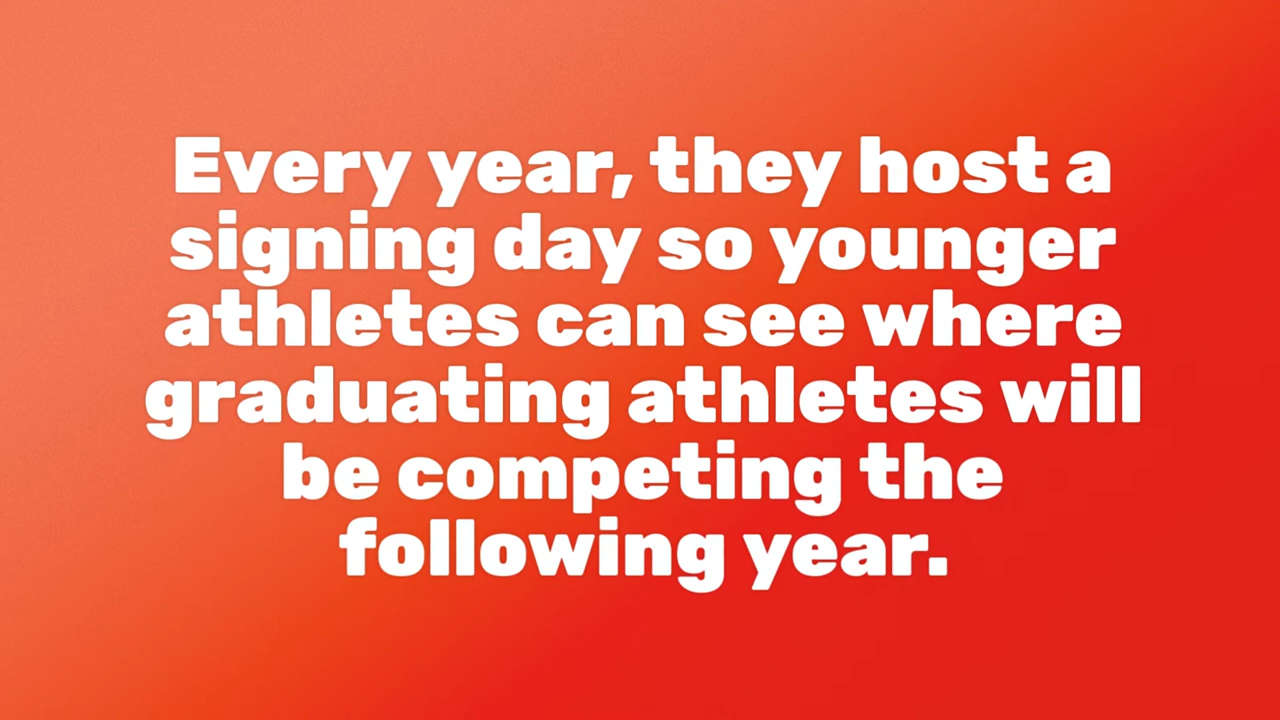 Every year, they host a
signing day so younger
athletes can see where
graduating athletes will
be competing the
following year.